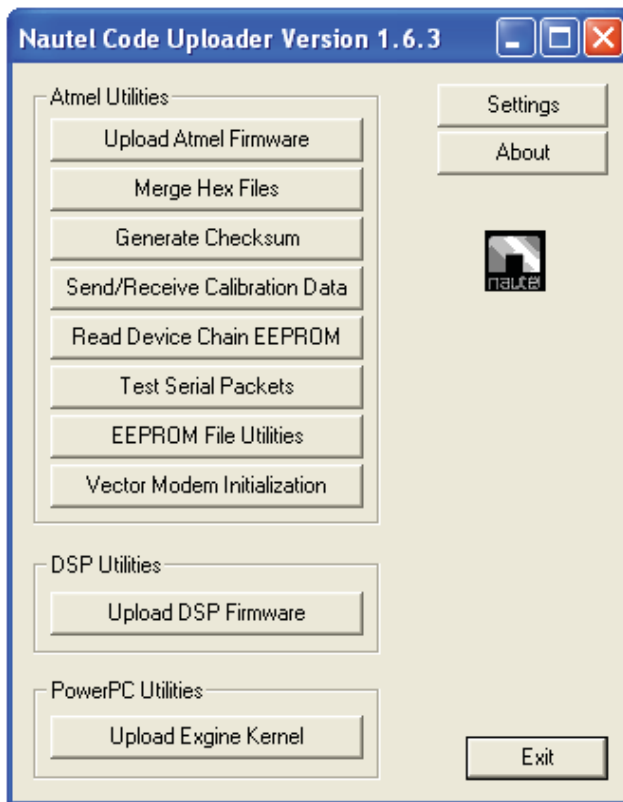 Nautel Code Uploader Version 1.6.3
Atmel Utilities
Upload Atmel Firmware
Merge Hex Files
Generate Checksum
Send/Receive Calibration Data
Read Device Chain EEPROM
Test Serial Packets
EEPROM File Utilities
Vector Modem Initialization
Settings
About
nautel
DSP Utilities
Upload DSP Firmware
PowerPC Utilities
Upload Exgine Kernel
Exit